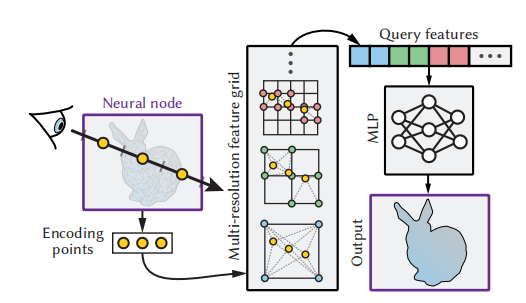 Query features
Neural node
Multi-resolution feature grid
MLP
Encoding
points
Output